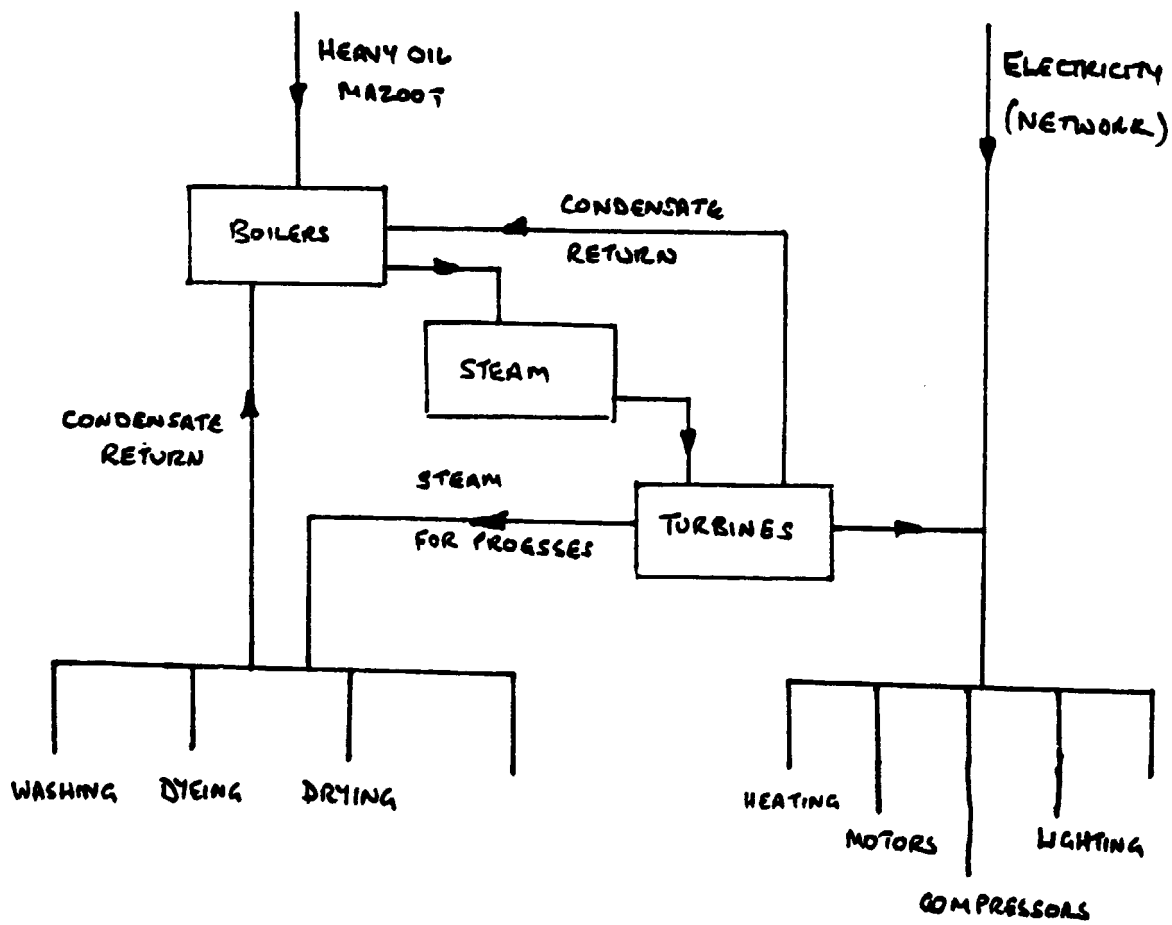 HEAVY OIL
MAZOOT
ELECTRICITY
(NETWORK)
BOILERS
CONDENSATE
RETURN
STEAM
CONDENSATE
RETURN
STEAM
FOR PROGSSES
TURBINES
WASHING
DYEING
DRYING
HEATING
MOTORS
LIGHTING
COMPRESSORS